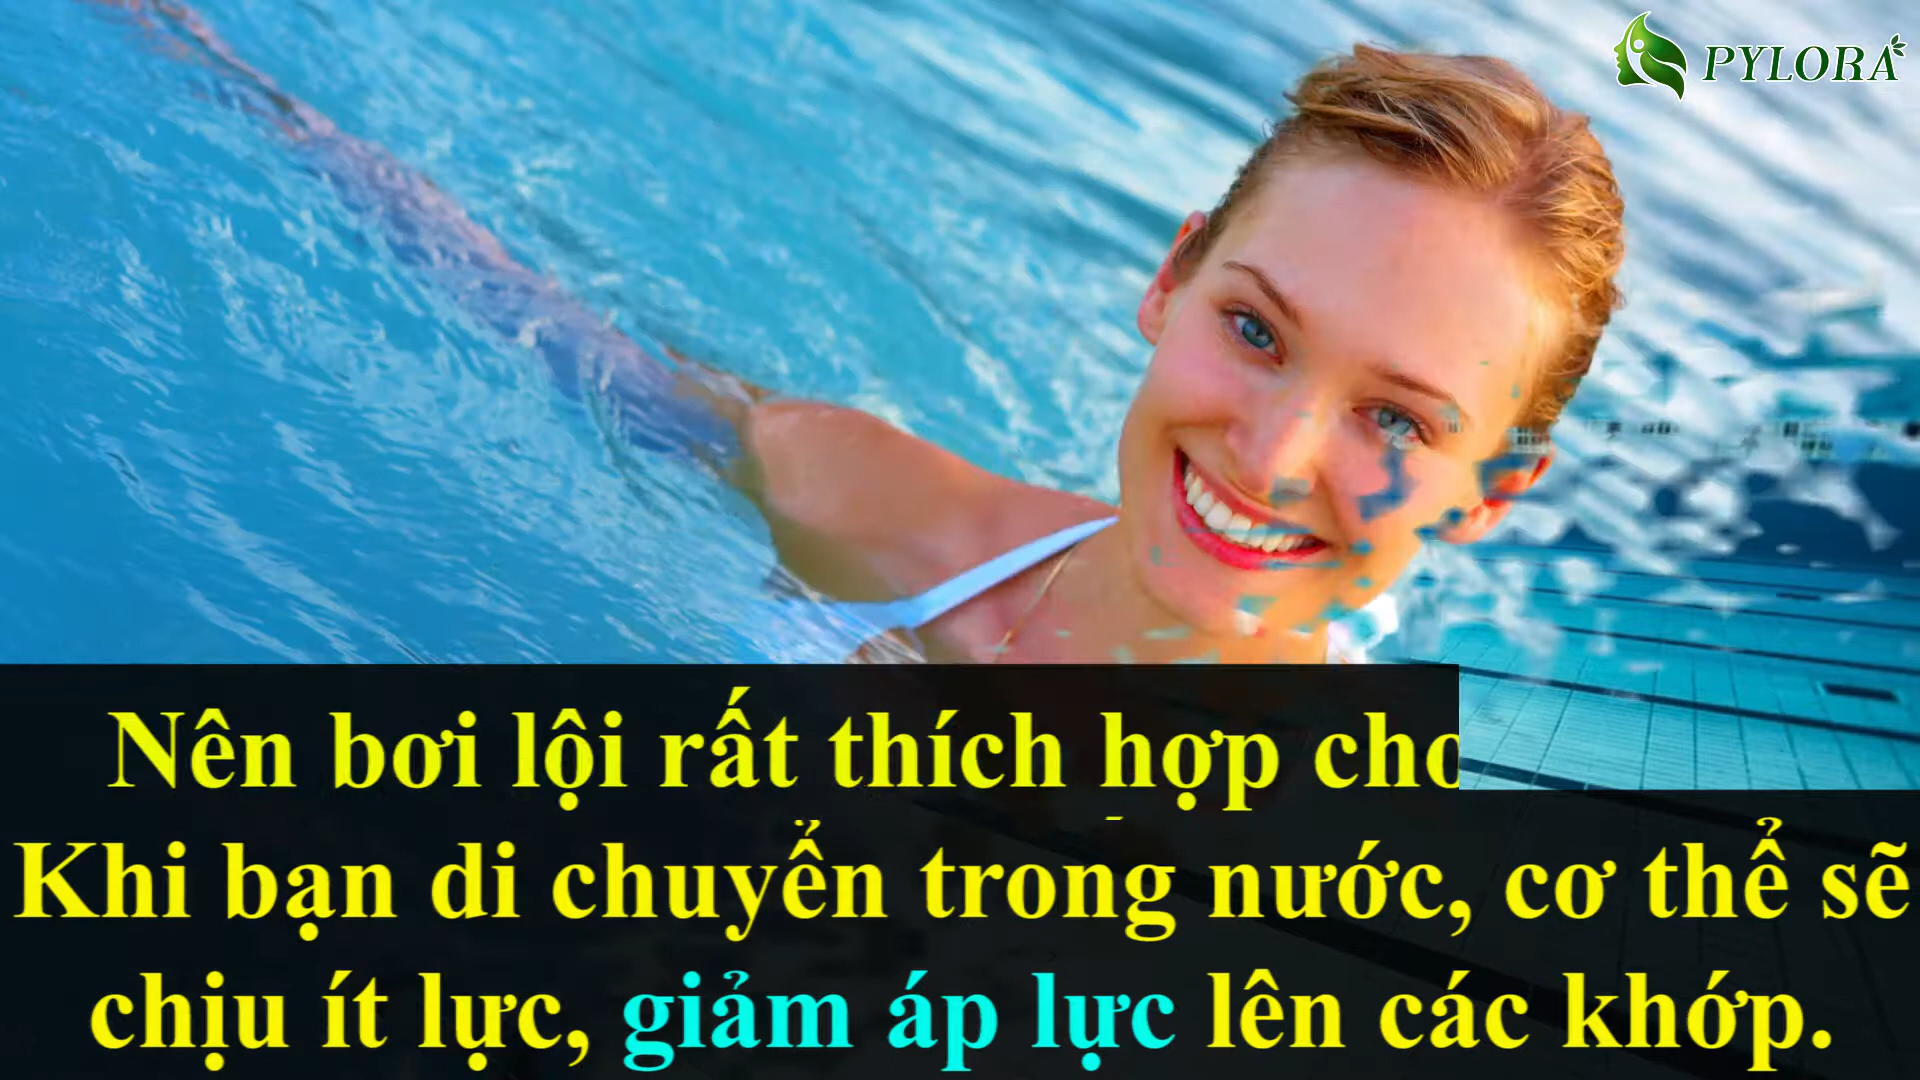 PYLORA
Nên bơi lội rất thích hợp cho
Khi bạn di chuyển trong nước, cơ thể sẽ
chịu ít lực, giảm áp lực lên các khớp.